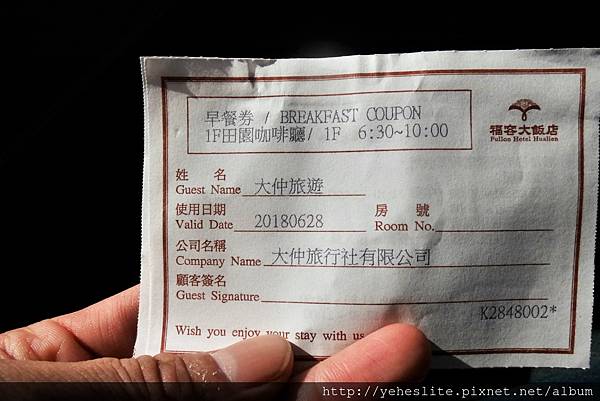 早餐券 / BREAKFAST COUPON
1F田園咖啡廳/ 1F 6:30~10:00
福容大飯店
Fullon Hotel Hualien
姓 名
Guest Name 大仲旅遊
使用日期
Valid Date 20180628
房 號
Room No.
公司名稱
Company Name 大仲旅行社有限公司
顧客簽名
Guest Signature
K2848002*
Wish you enjoy your stay with us
http://yeheslite.pixnet.net/album